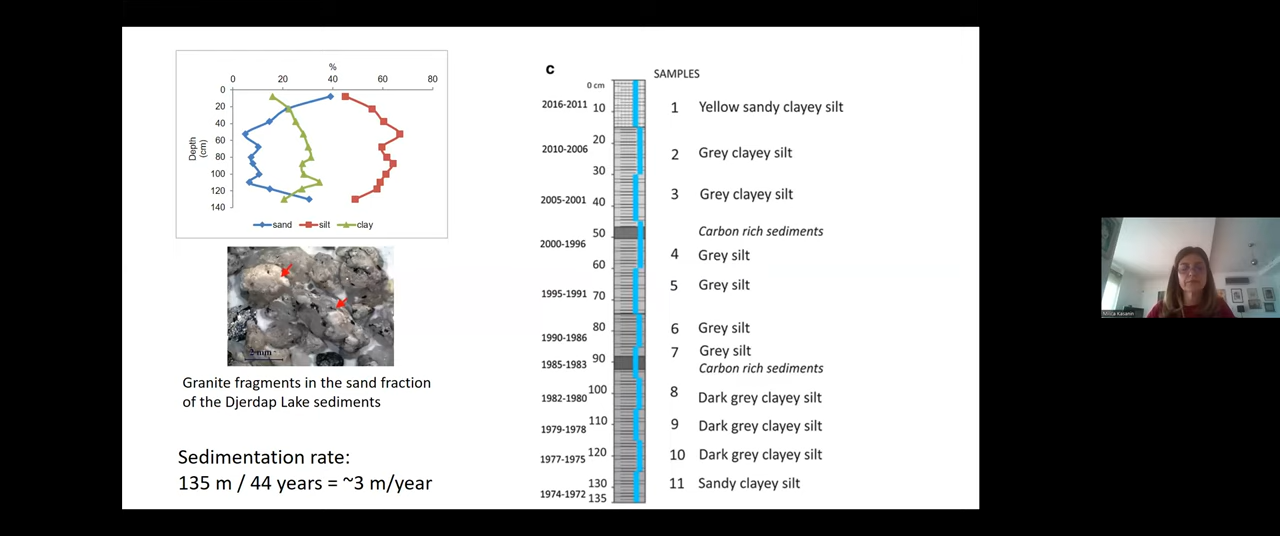 %
0 20 40 60 80
0
20
40
60
80
100
120
140
Depth
(cm)
sand silt clay
2 mm
Granite fragments in the sand fraction
of the Djerdap Lake sediments
Sedimentation rate:
135 m / 44 years = ~3 m/year
c
SAMPLES
0 cm
2016-2011 10 1 Yellow sandy clayey silt
20
2010-2006 2 Grey clayey silt
30
3 Grey clayey silt
2005-2001 40
50 Carbon rich sediments
2000-1996 4 Grey silt
60
1995-1991 70 5 Grey silt
80 6 Grey silt
1990-1986
90 7 Grey silt
1985-1983 Carbon rich sediments
100 8 Dark grey clayey silt
1982-1980
110 9 Dark grey clayey silt
1979-1978
120 10 Dark grey clayey silt
1977-1975
130 11 Sandy clayey silt
1974-1972 135
Milica Kasanin